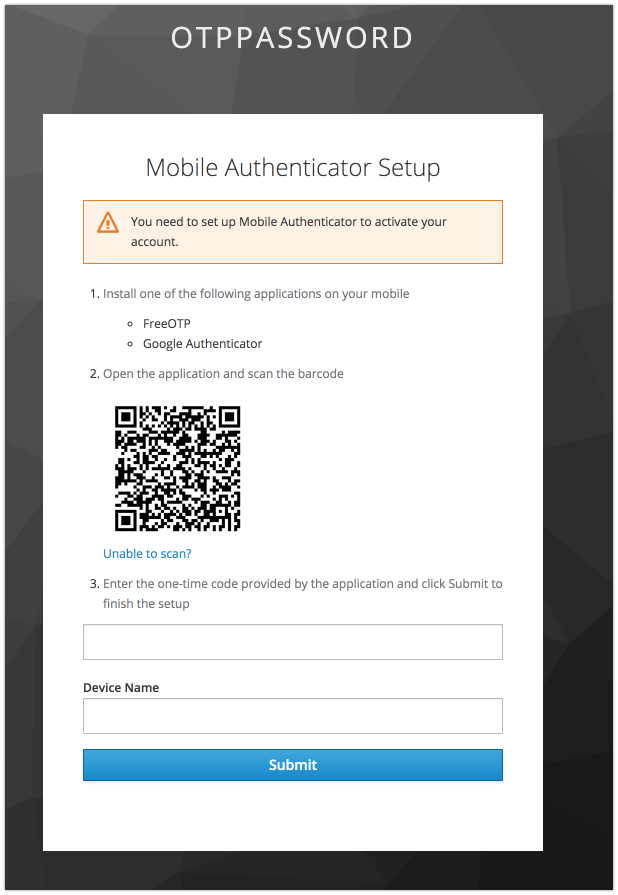 OTPPASSWORD
Mobile Authenticator Setup
You need to set up Mobile Authenticator to activate your
account.
1. Install one of the following applications on your mobile
FreeOTP
Google Authenticator
2. Open the application and scan the barcode
Unable to scan?
3. Enter the one-time code provided by the application and click Submit to
finish the setup
Device Name
Submit